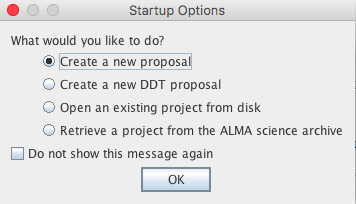 Startup Options
What would you like to do?
Create a new proposal
Create a new DDT proposal
Open an existing project from disk
Retrieve a project from the ALMA science archive
Do not show this message again
OK